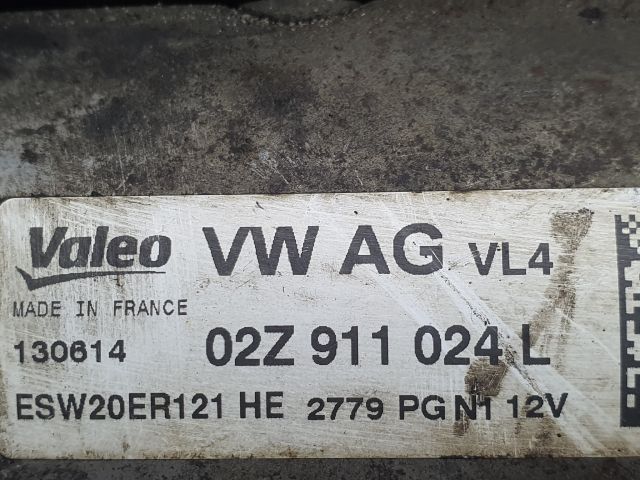 Valeo VW AG VL4
MADE IN FRANCE
130614 02Z 911 024 L
ESW20ER121 HE 2779 PG N1 12V